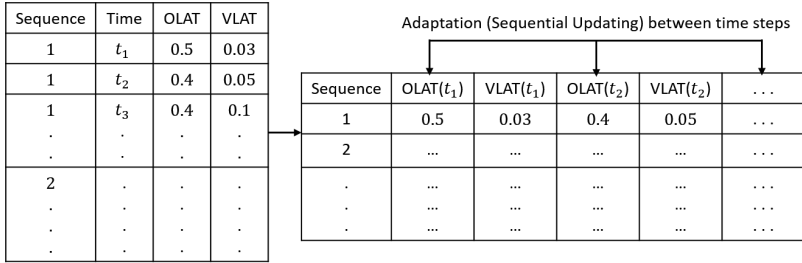 Sequence Time OLAT VLAT
1 t₁ 0.5 0.03
1 t₂ 0.4 0.05
1 t₃ 0.4 0.1
. . . .
. . . .
2 . . .
. . . .
. . . .
. . . .
Adaptation (Sequential Updating) between time steps
Sequence OLAT(t₁) VLAT(t₁) OLAT(t₂) VLAT(t₂) . . .
1 0.5 0.03 0.4 0.05 . . .
2 ... ... ... ... . . .
. ... ... ... ... . . .
. ... ... ... ... . . .
. ... ... ... ... . . .